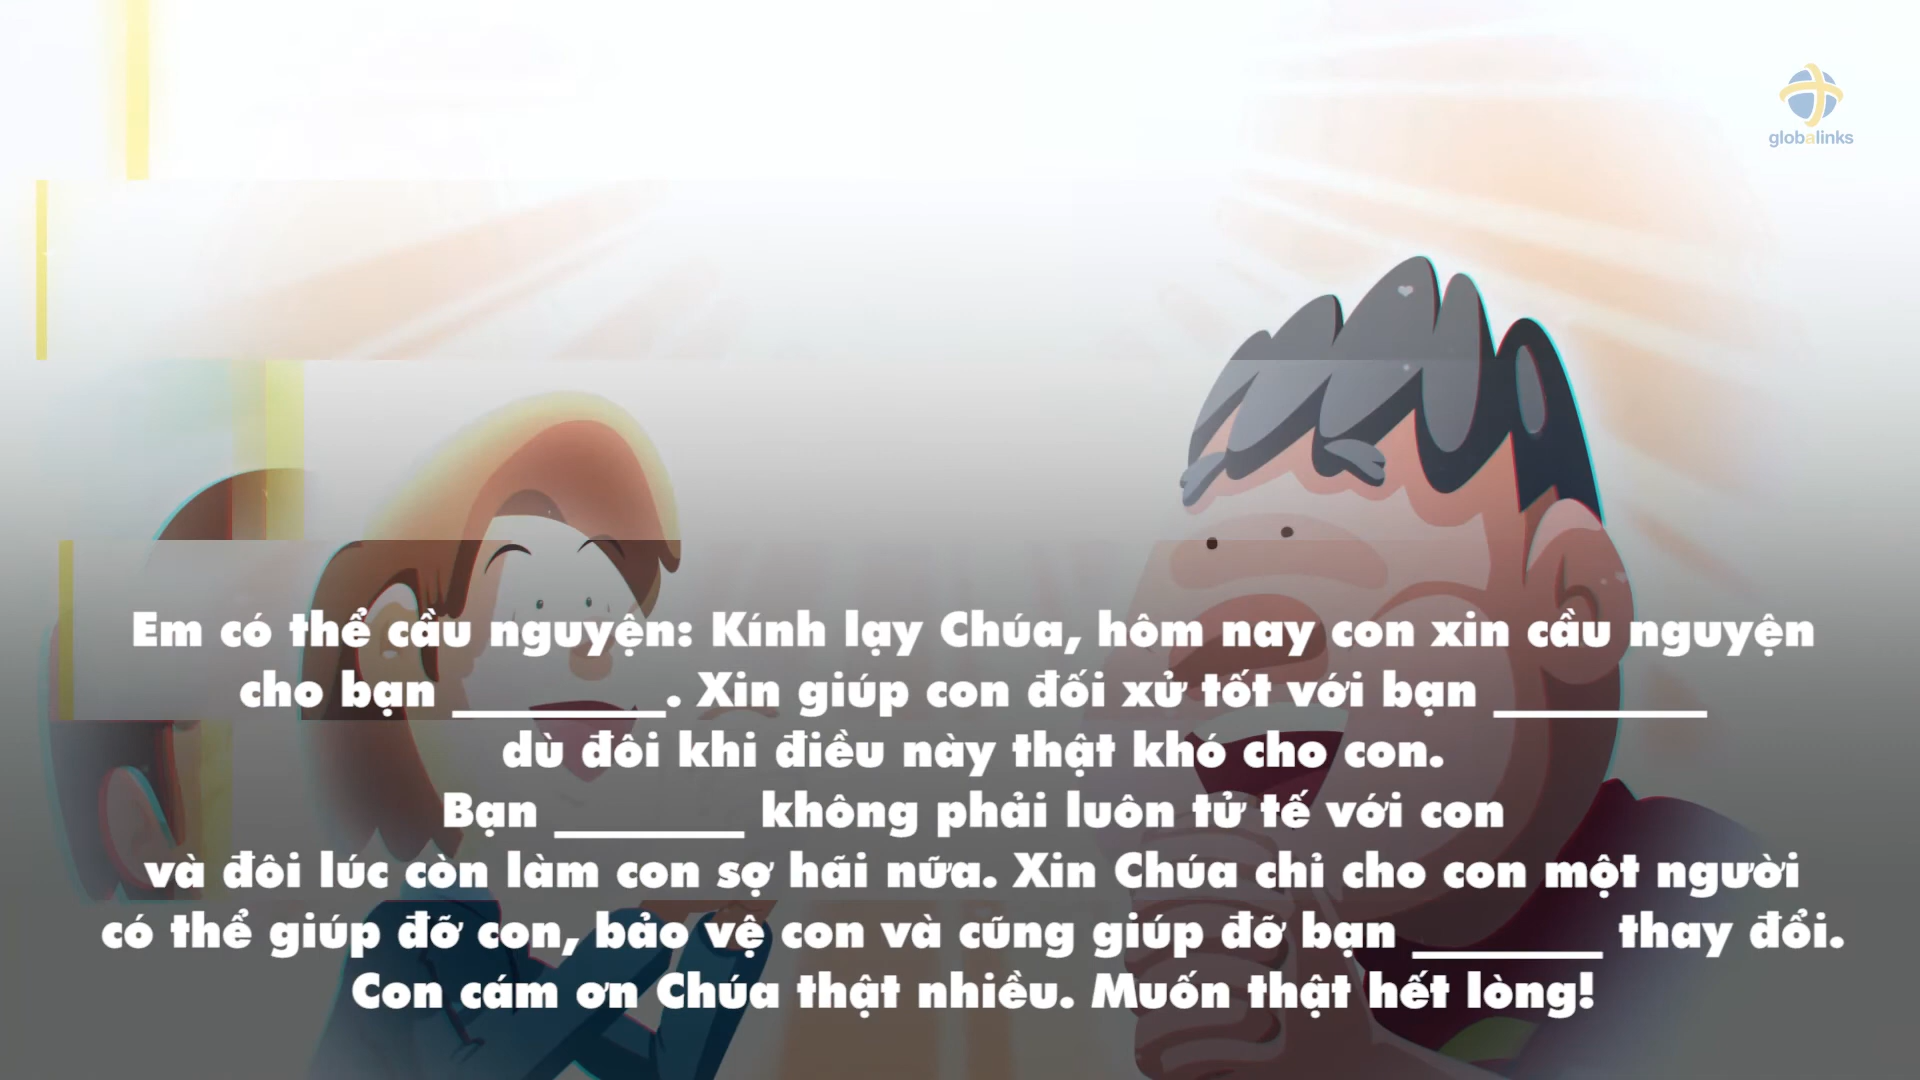 globalinks
Em có thể cầu nguyện: Kính lạy Chúa, hôm nay con xin cầu nguyện
cho bạn _________. Xin giúp con đối xử tốt với bạn _________
dù đôi khi điều này thật khó cho con.
Bạn ________ không phải luôn tử tế với con
và đôi lúc còn làm con sợ hãi nữa. Xin Chúa chỉ cho con một người
có thể giúp đỡ con, bảo vệ con và cũng giúp đỡ bạn ________ thay đổi.
Con cám ơn Chúa thật nhiều. Muốn thật hết lòng!